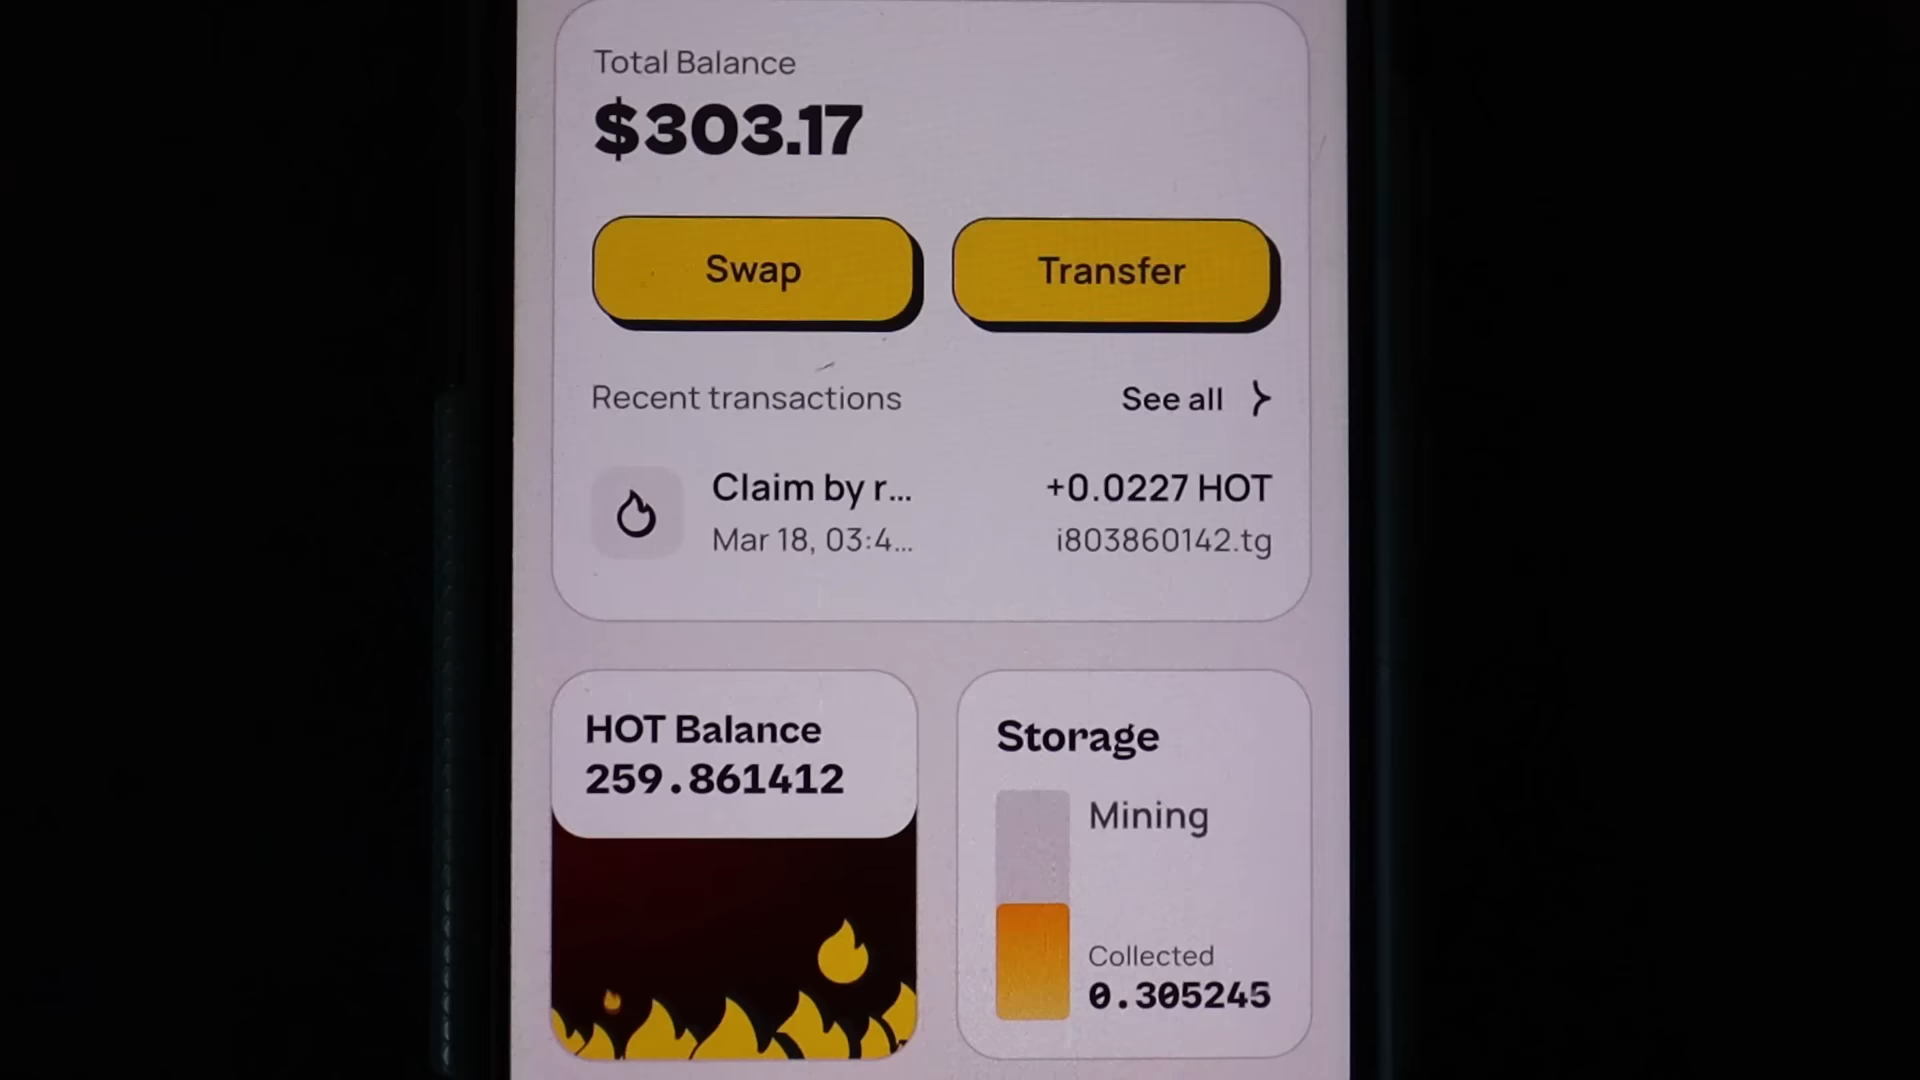 Total Balance
$303.17
Swap
Transfer
Recent transactions
See all
Claim by r...
+0.0227 HOT
Mar 18, 03:4...
i803860142.tg
HOT Balance
259.861412
Storage
Mining
Collected
0.305245